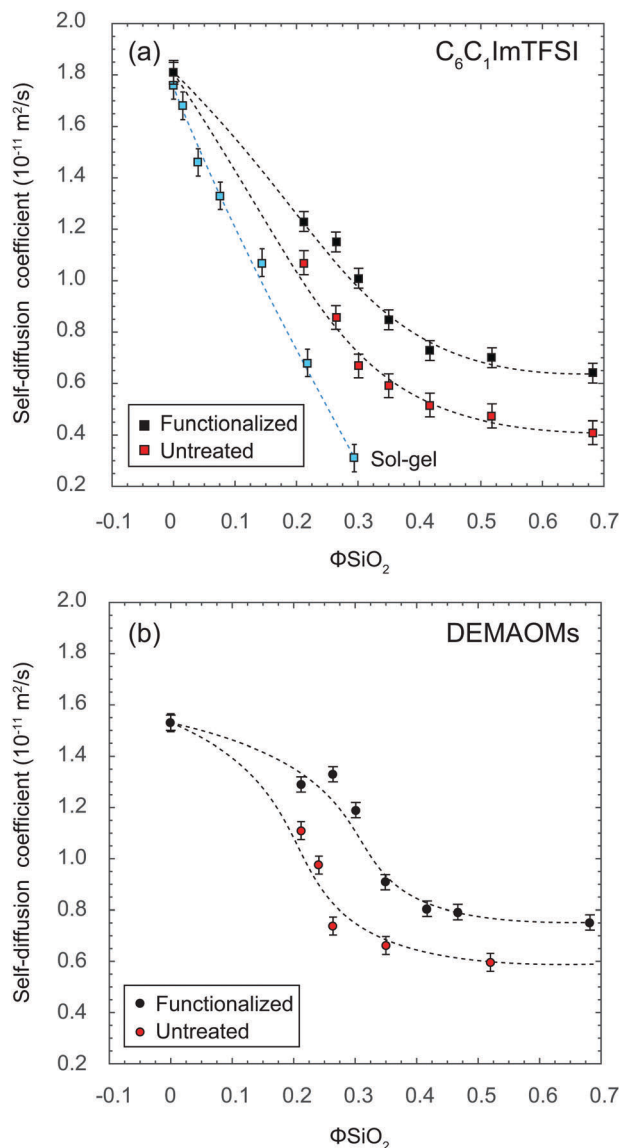 (a)
C₆C₁ImTFSI
Self-diffusion coefficient (10⁻¹¹ m²/s)
2.0
1.8
1.6
1.4
1.2
1.0
0.8
0.6
0.4
0.2
Functionalized
Untreated
Sol-gel
-0.1 0 0.1 0.2 0.3 0.4 0.5 0.6 0.7
ΦSiO₂
(b)
DEMAOMs
Self-diffusion coefficient (10⁻¹¹ m²/s)
2.0
1.8
1.6
1.4
1.2
1.0
0.8
0.6
0.4
0.2
Functionalized
Untreated
-0.1 0 0.1 0.2 0.3 0.4 0.5 0.6 0.7
ΦSiO₂